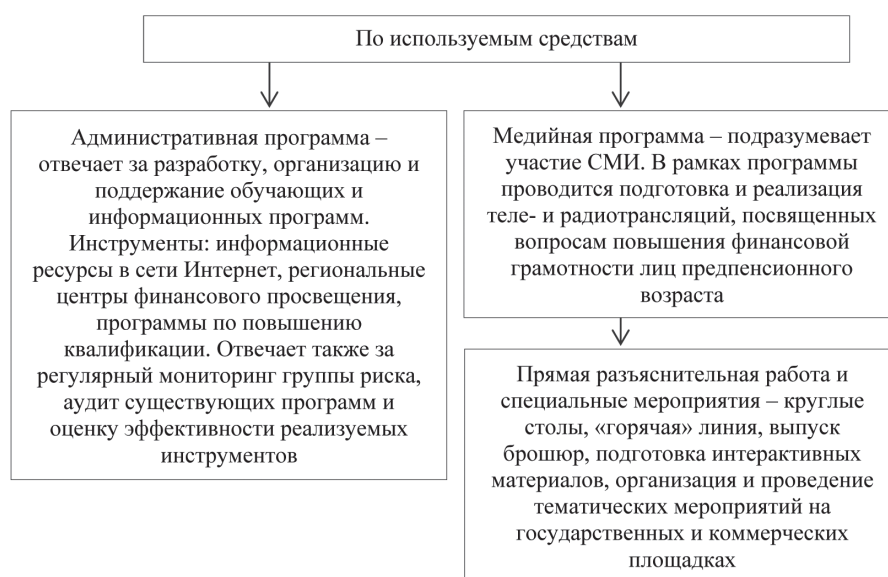 По используемым средствам
Административная программа –
отвечает за разработку, организацию и
поддержание обучающих и
информационных программ.
Инструменты: информационные
ресурсы в сети Интернет, региональные
центры финансового просвещения,
программы по повышению
квалификации. Отвечает также за
регулярный мониторинг группы риска,
аудит существующих программ и
оценку эффективности реализуемых
инструментов
Медийная программа – подразумевает
участие СМИ. В рамках программы
проводится подготовка и реализация
теле- и радиотрансляций, посвященных
вопросам повышения финансовой
грамотности лиц предпенсионного
возраста
Прямая разъяснительная работа и
специальные мероприятия – круглые
столы, «горячая» линия, выпуск
брошюр, подготовка интерактивных
материалов, организация и проведение
тематических мероприятий на
государственных и коммерческих
площадках